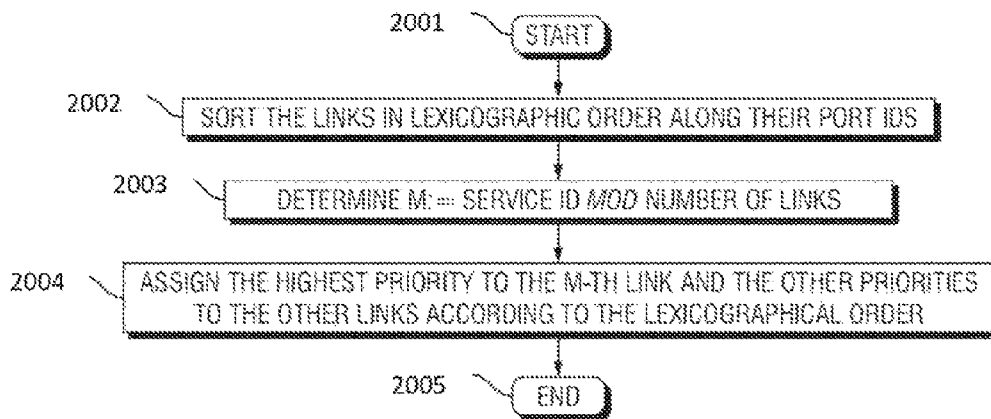 2001
START
2002
SORT THE LINKS IN LEXICOGRAPHIC ORDER ALONG THEIR PORT IDS
2003
DETERMINE M:= SERVICE ID MOD NUMBER OF LINKS
2004
ASSIGN THE HIGHEST PRIORITY TO THE M-TH LINK AND THE OTHER PRIORITIES
TO THE OTHER LINKS ACCORDING TO THE LEXICOGRAPHICAL ORDER
2005
END